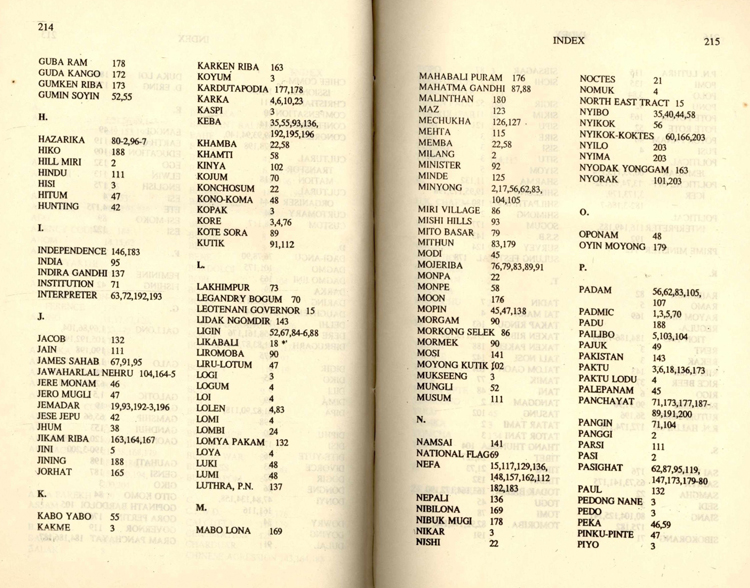 214
GUBA RAM 178
GUDA KANGO 172
GUMKEN RIBA 173
GUMIN SOYIN 52,55
H.
HAZARIKA 80-2,96-7
HIKO 188
HILL MIRI 2
HINDU 111
HISI 3
HITUM 47
HUNTING 42
I.
INDEPENDENCE 146,183
INDIA 95
INDIRA GANDHI 137
INSTITUTION 71
INTERPRETER 63,72,192,193
J.
JACOB 132
JAIN 111
JAMES SAHAB 67,91,95
JAWAHARLAL NEHRU 104,164-5
JERE MONAM 46
JERO MUGLI 47
JEMADAR 19,93,192-3,196
JESE JEPU 42
JHUM 38
JIKAM RIBA 163,164,167
JINI 5
JINING 188
JORHAT 165
K.
KABO YABO 55
KAKME 3
KARKEN RIBA 163
KOYUM 3
KARDUTAPODIA 177,178
KARKA 4,6,10,23
KASPI 3
KEBA 35,55,93,136,
192,195,196
KHAMBA 22,58
KHAMTI 58
KINYA 102
KOJUM 70
KONCHOSUM 22
KONO-KOMA 48
KOPAK 3
KORE 3,4,76
KOTE SORA 89
KUTIK 91,112
L.
LAKHIMPUR 73
LEGANDRY BOGUM 70
LEOTENANI GOVERNOR 15
LIDAK NGOMDIR 143
LIGIN 52,67,84-6,88
LIKABALI 18
LIROMOBA 90
LIRU-LOTUM 47
LOGI 3
LOGUM 4
LOI 4
LOLEN 4,83
LOMI 4
LOMBI 24
LOMYA PAKAM 132
LOYA 4
LUKI 48
LUMI 48
LUTHRA, P.N. 137
M.
MABO LONA 169
INDEX 215
MAHABALI PURAM 176
MAHATMA GANDHI 87,88
MALINTHAN 180
MAZ 123
MECHUKHA 126,127
MEHTA 115
MEMBA 22,58
MILANG 2
MINISTER 92
MINDE 125
MINYONG 2,17,56,62,83,
104,105
MIRI VILLAGE 86
MISH HILLS 93
MITO BASAR 79
MITHUN 83,179
MODI 45
MOJERIBA 76,79,83,89,91
MONPA 22
MONPE 58
MOON 176
MOPIN 45,47,138
MORGAM 90
MORKONG SELEK 86
MORMEK 90
MOSI 141
MOYONG KUTIK 102
MUKSEENG 3
MUNGLI 52
MUSUM 111
N.
NAMSAI 141
NATIONAL FLAG69
NEFA 15,117,129,136,
148,157,162,112
182,183
NEPALI 136
NIBILONA 169
NIBUK MUGI 178
NIKAR 3
NISHI 22
NOCTES 21
NOMUK 4
NORTH EAST TRACT 15
NYIBO 35,40,44,58
NYIKOK 56
NYIKOK-KOKTES 60,166,203
NYILO 203
NYIMA 203
NYODAK YONGGAM 163
NYORAK 101,203
O.
OPONAM 48
OYIN MOYONG 179
P.
PADAM 56,62,83,105,
107
PADMIC 1,3,5,70
PADU 188
PAILIBO 5,103,104
PAJUK 49
PAKISTAN 143
PAKTU 3,6,18,136,173
PAKTU LODU 4
PALEPANAM 45
PANCHAYAT 71,173,177,187-
89,191,200
PANGIN 71,104
PANGGI 2
PARSI 111
PASI 2
PASIGHAT 62,87,95,119,
147,173,179-80
PAUL 132
PEDONG NANE 3
PEDO 3
PEKA 46,59
PINKU-PINTE 47
PIYO 3